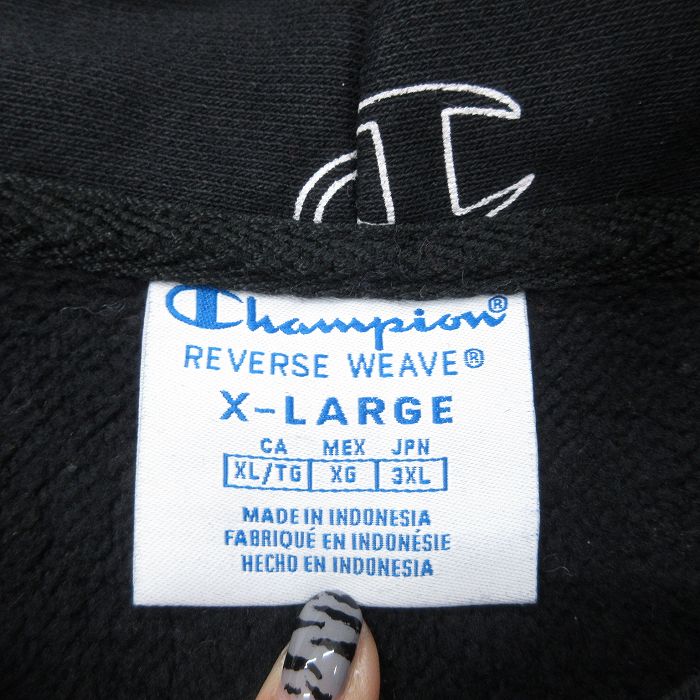 Champion®
REVERSE WEAVE®
X-LARGE
CA MEX JPN
XL/TG XG 3XL
MADE IN INDONESIA
FABRIQUÉ EN INDONÉSIE
HECHO EN INDONESIA